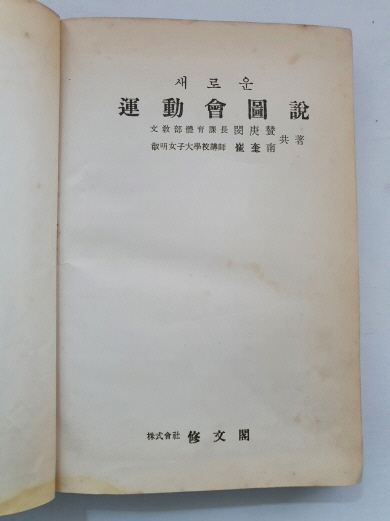 새로운
運動會圖說
文敎部體育課長 閔庚贊
淑明女子大學校講師 崔奎南 共著
株式會社 修文閣